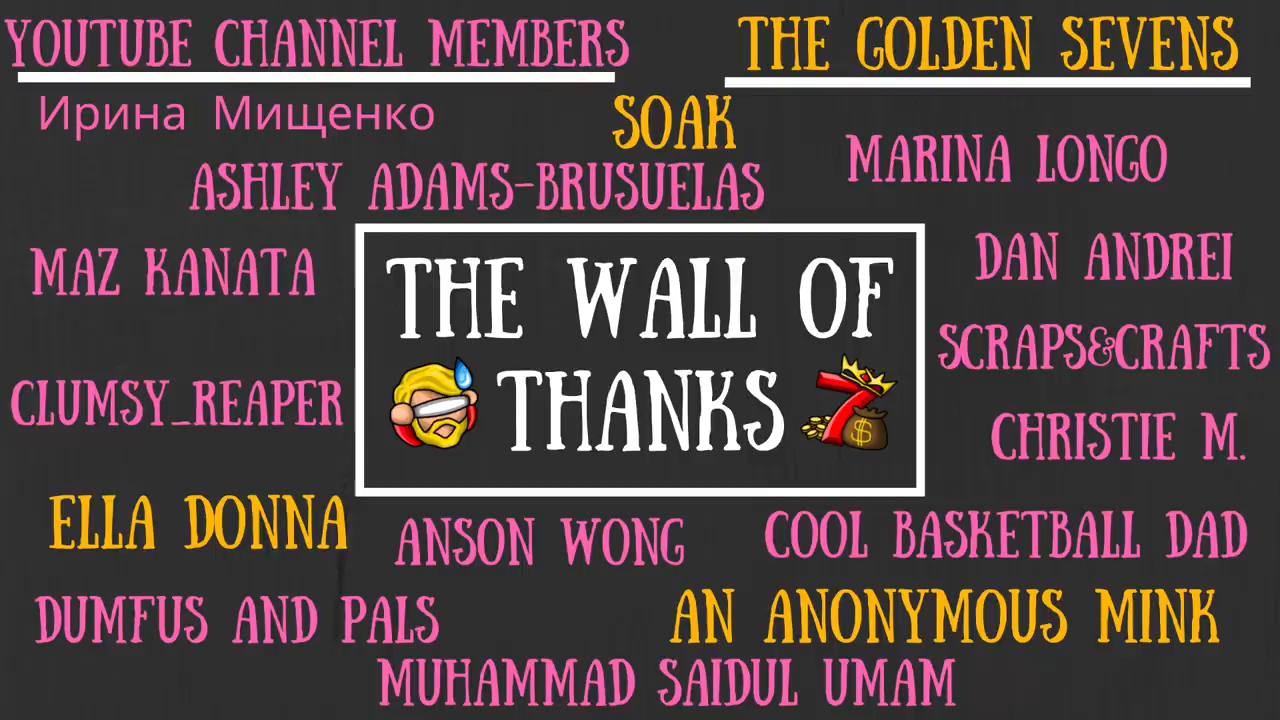 YOUTUBE CHANNEL MEMBERS
THE GOLDEN SEVENS
Ирина Мищенко
SOAK
MARINA LONGO
ASHLEY ADAMS-BRUSUELAS
MAZ KANATA
DAN ANDREI
THE WALL OF
THANKS
SCRAPS&CRAFTS
CLUMSY_REAPER
CHRISTIE M.
ELLA DONNA
ANSON WONG
COOL BASKETBALL DAD
DUMFUS AND PALS
AN ANONYMOUS MINK
MUHAMMAD SAIDUL UMAM